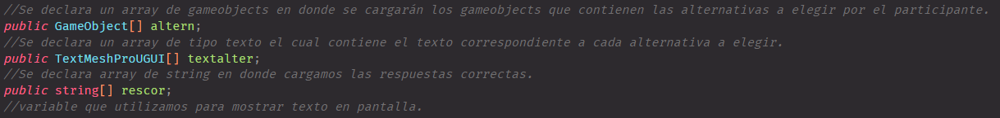 //Se declara un array de gameobjects en donde se cargarán los gameobjects que contienen las alternativas a elegir por el participante.
public GameObject[] altern;
//Se declara un array de tipo texto el cual contiene el texto correspondiente a cada alternativa a elegir.
public TextMeshProUGUI[] textalter;
//Se declara array de string en donde cargamos las respuestas correctas.
public string[] rescor;
//variable que utilizamos para mostrar texto en pantalla.